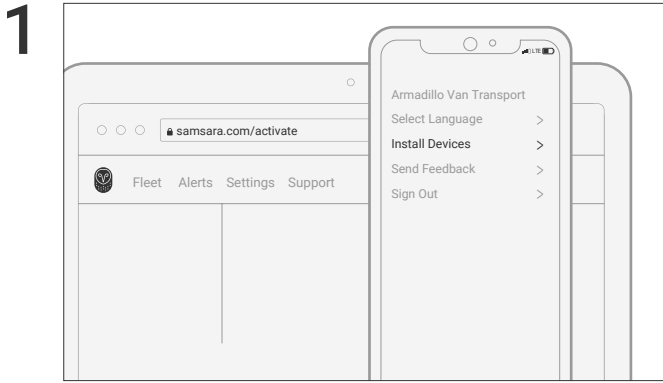 1
LTE
samsara.com/activate
Fleet Alerts Settings Support
Armadillo Van Transport
Select Language >
Install Devices >
Send Feedback >
Sign Out >